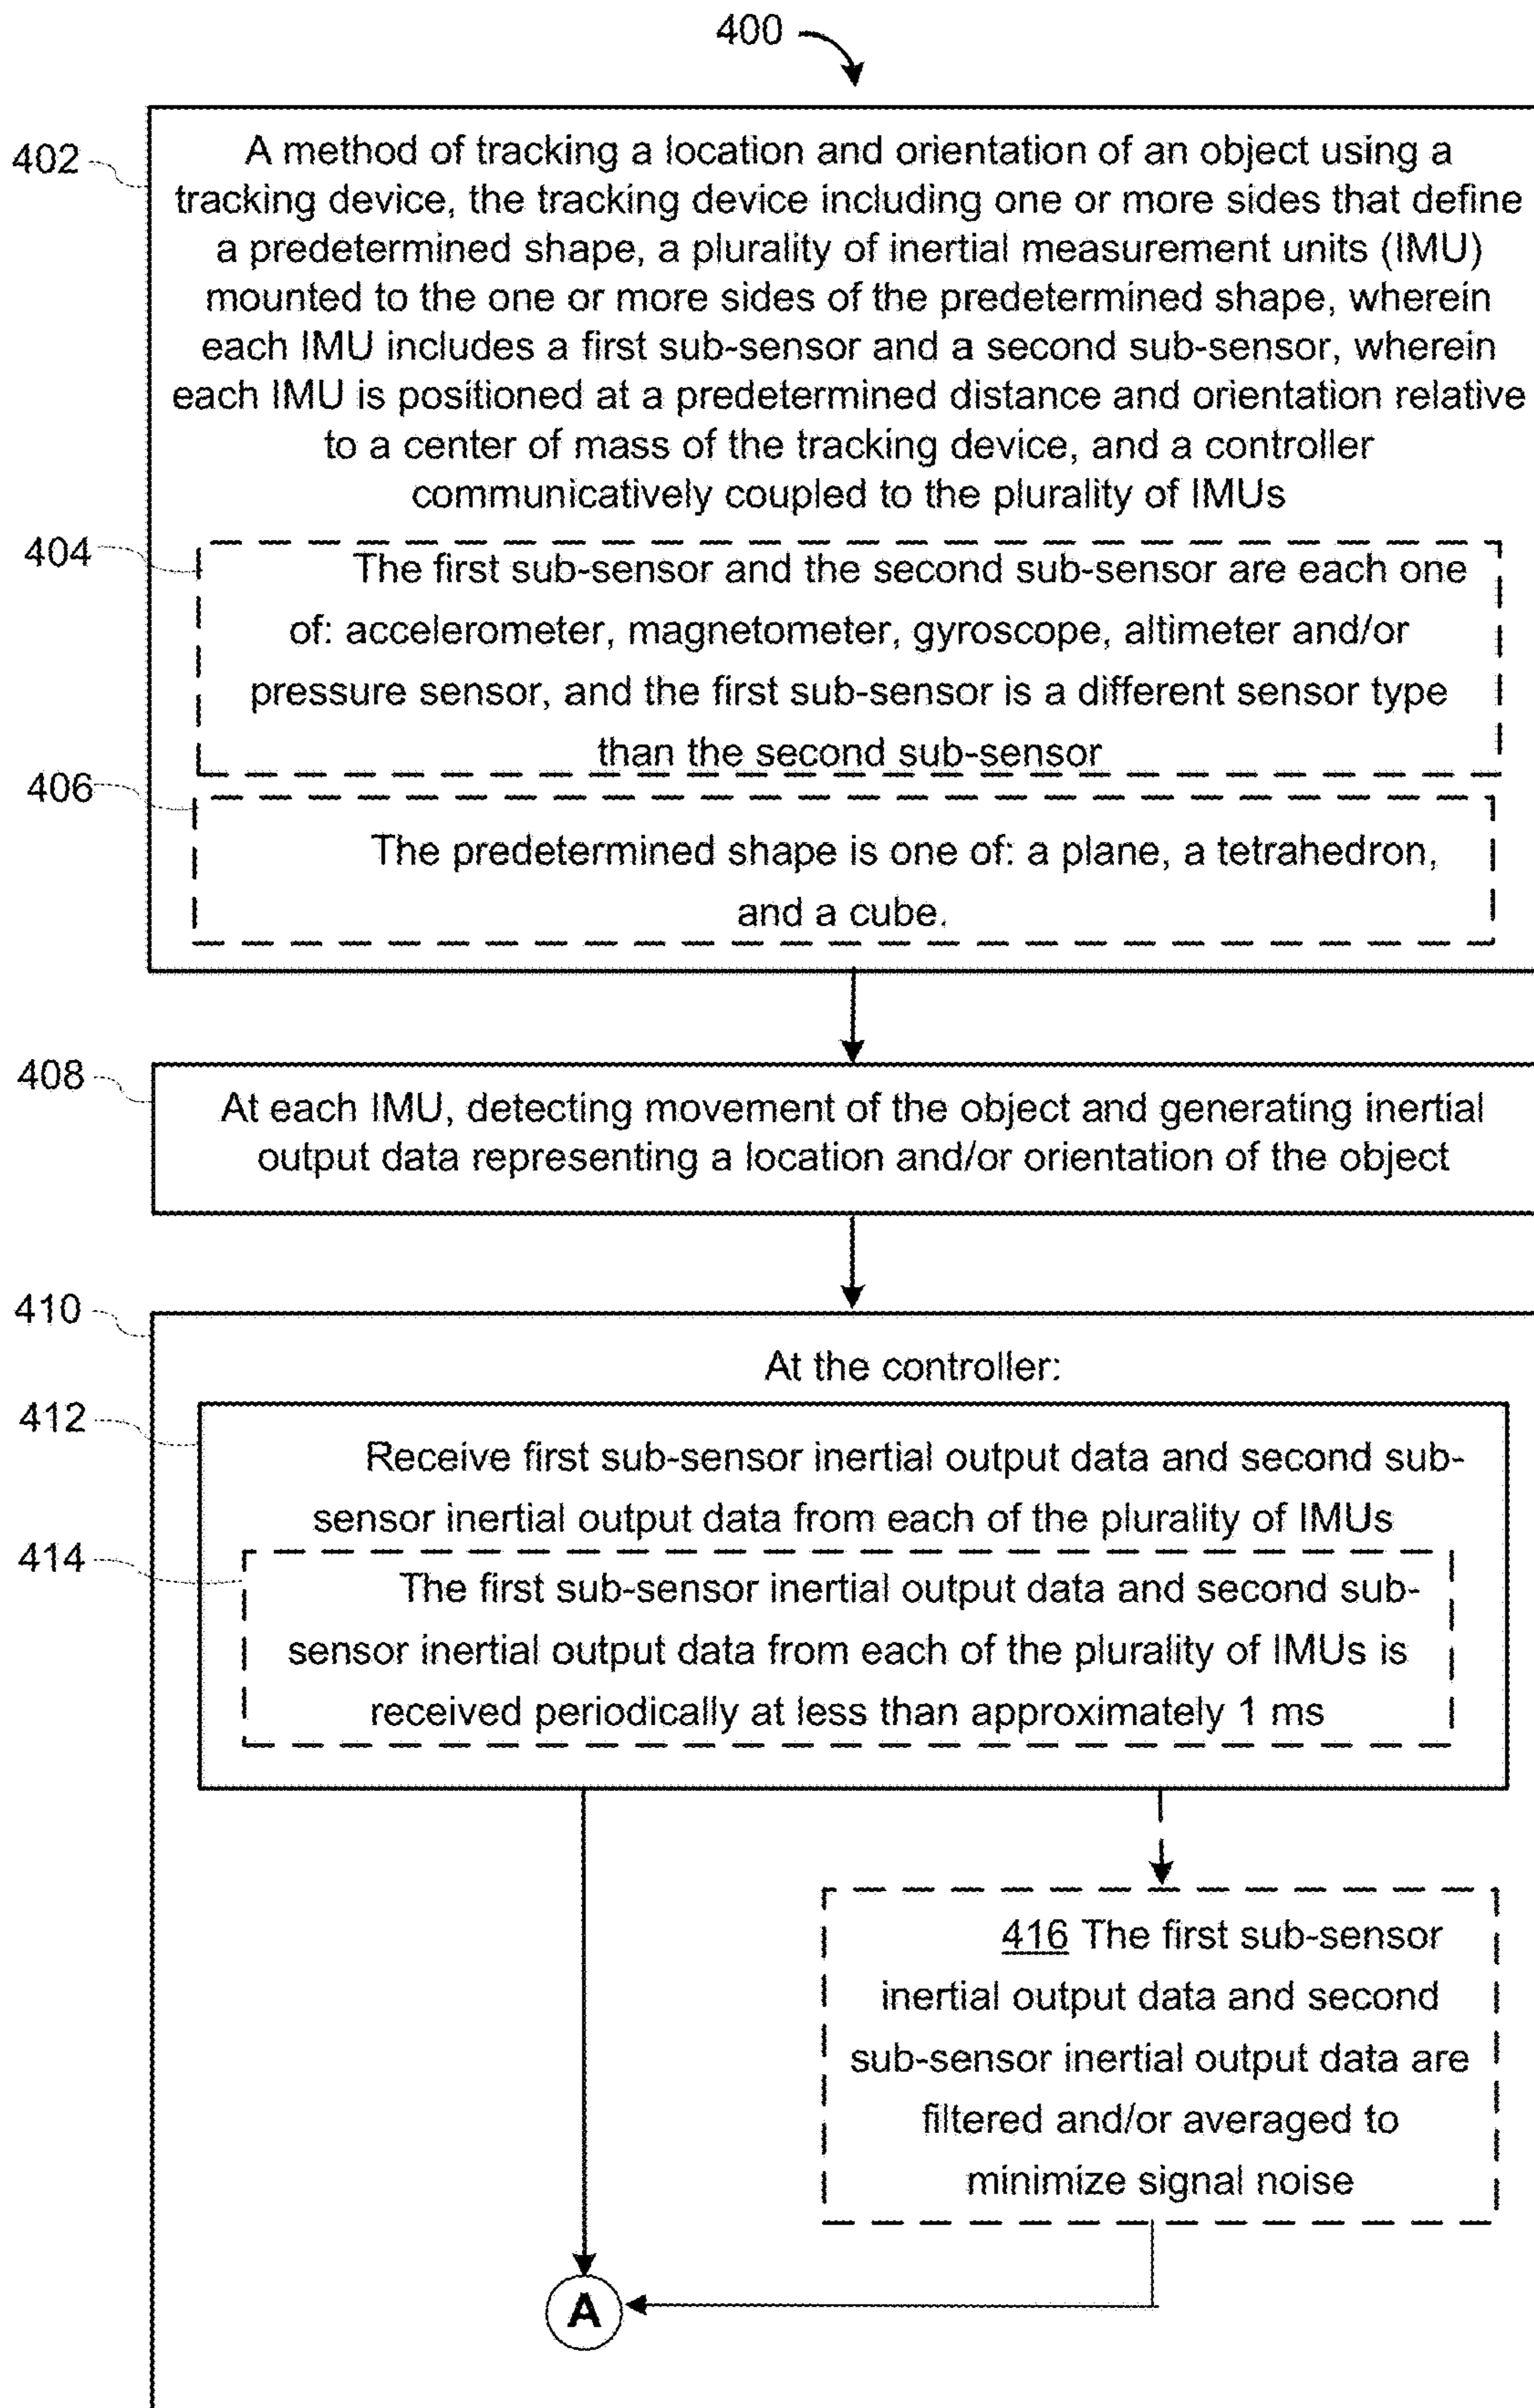 400
402
A method of tracking a location and orientation of an object using a
tracking device, the tracking device including one or more sides that define
a predetermined shape, a plurality of inertial measurement units (IMU)
mounted to the one or more sides of the predetermined shape, wherein
each IMU includes a first sub-sensor and a second sub-sensor, wherein
each IMU is positioned at a predetermined distance and orientation relative
to a center of mass of the tracking device, and a controller
communicatively coupled to the plurality of IMUs
404
The first sub-sensor and the second sub-sensor are each one
of: accelerometer, magnetometer, gyroscope, altimeter and/or
pressure sensor, and the first sub-sensor is a different sensor type
than the second sub-sensor
406
The predetermined shape is one of: a plane, a tetrahedron,
and a cube.
408
At each IMU, detecting movement of the object and generating inertial
output data representing a location and/or orientation of the object
410
At the controller:
412
Receive first sub-sensor inertial output data and second sub-
sensor inertial output data from each of the plurality of IMUs
414
The first sub-sensor inertial output data and second sub-
sensor inertial output data from each of the plurality of IMUs is
received periodically at less than approximately 1 ms
416 The first sub-sensor
inertial output data and second
sub-sensor inertial output data are
filtered and/or averaged to
minimize signal noise
A